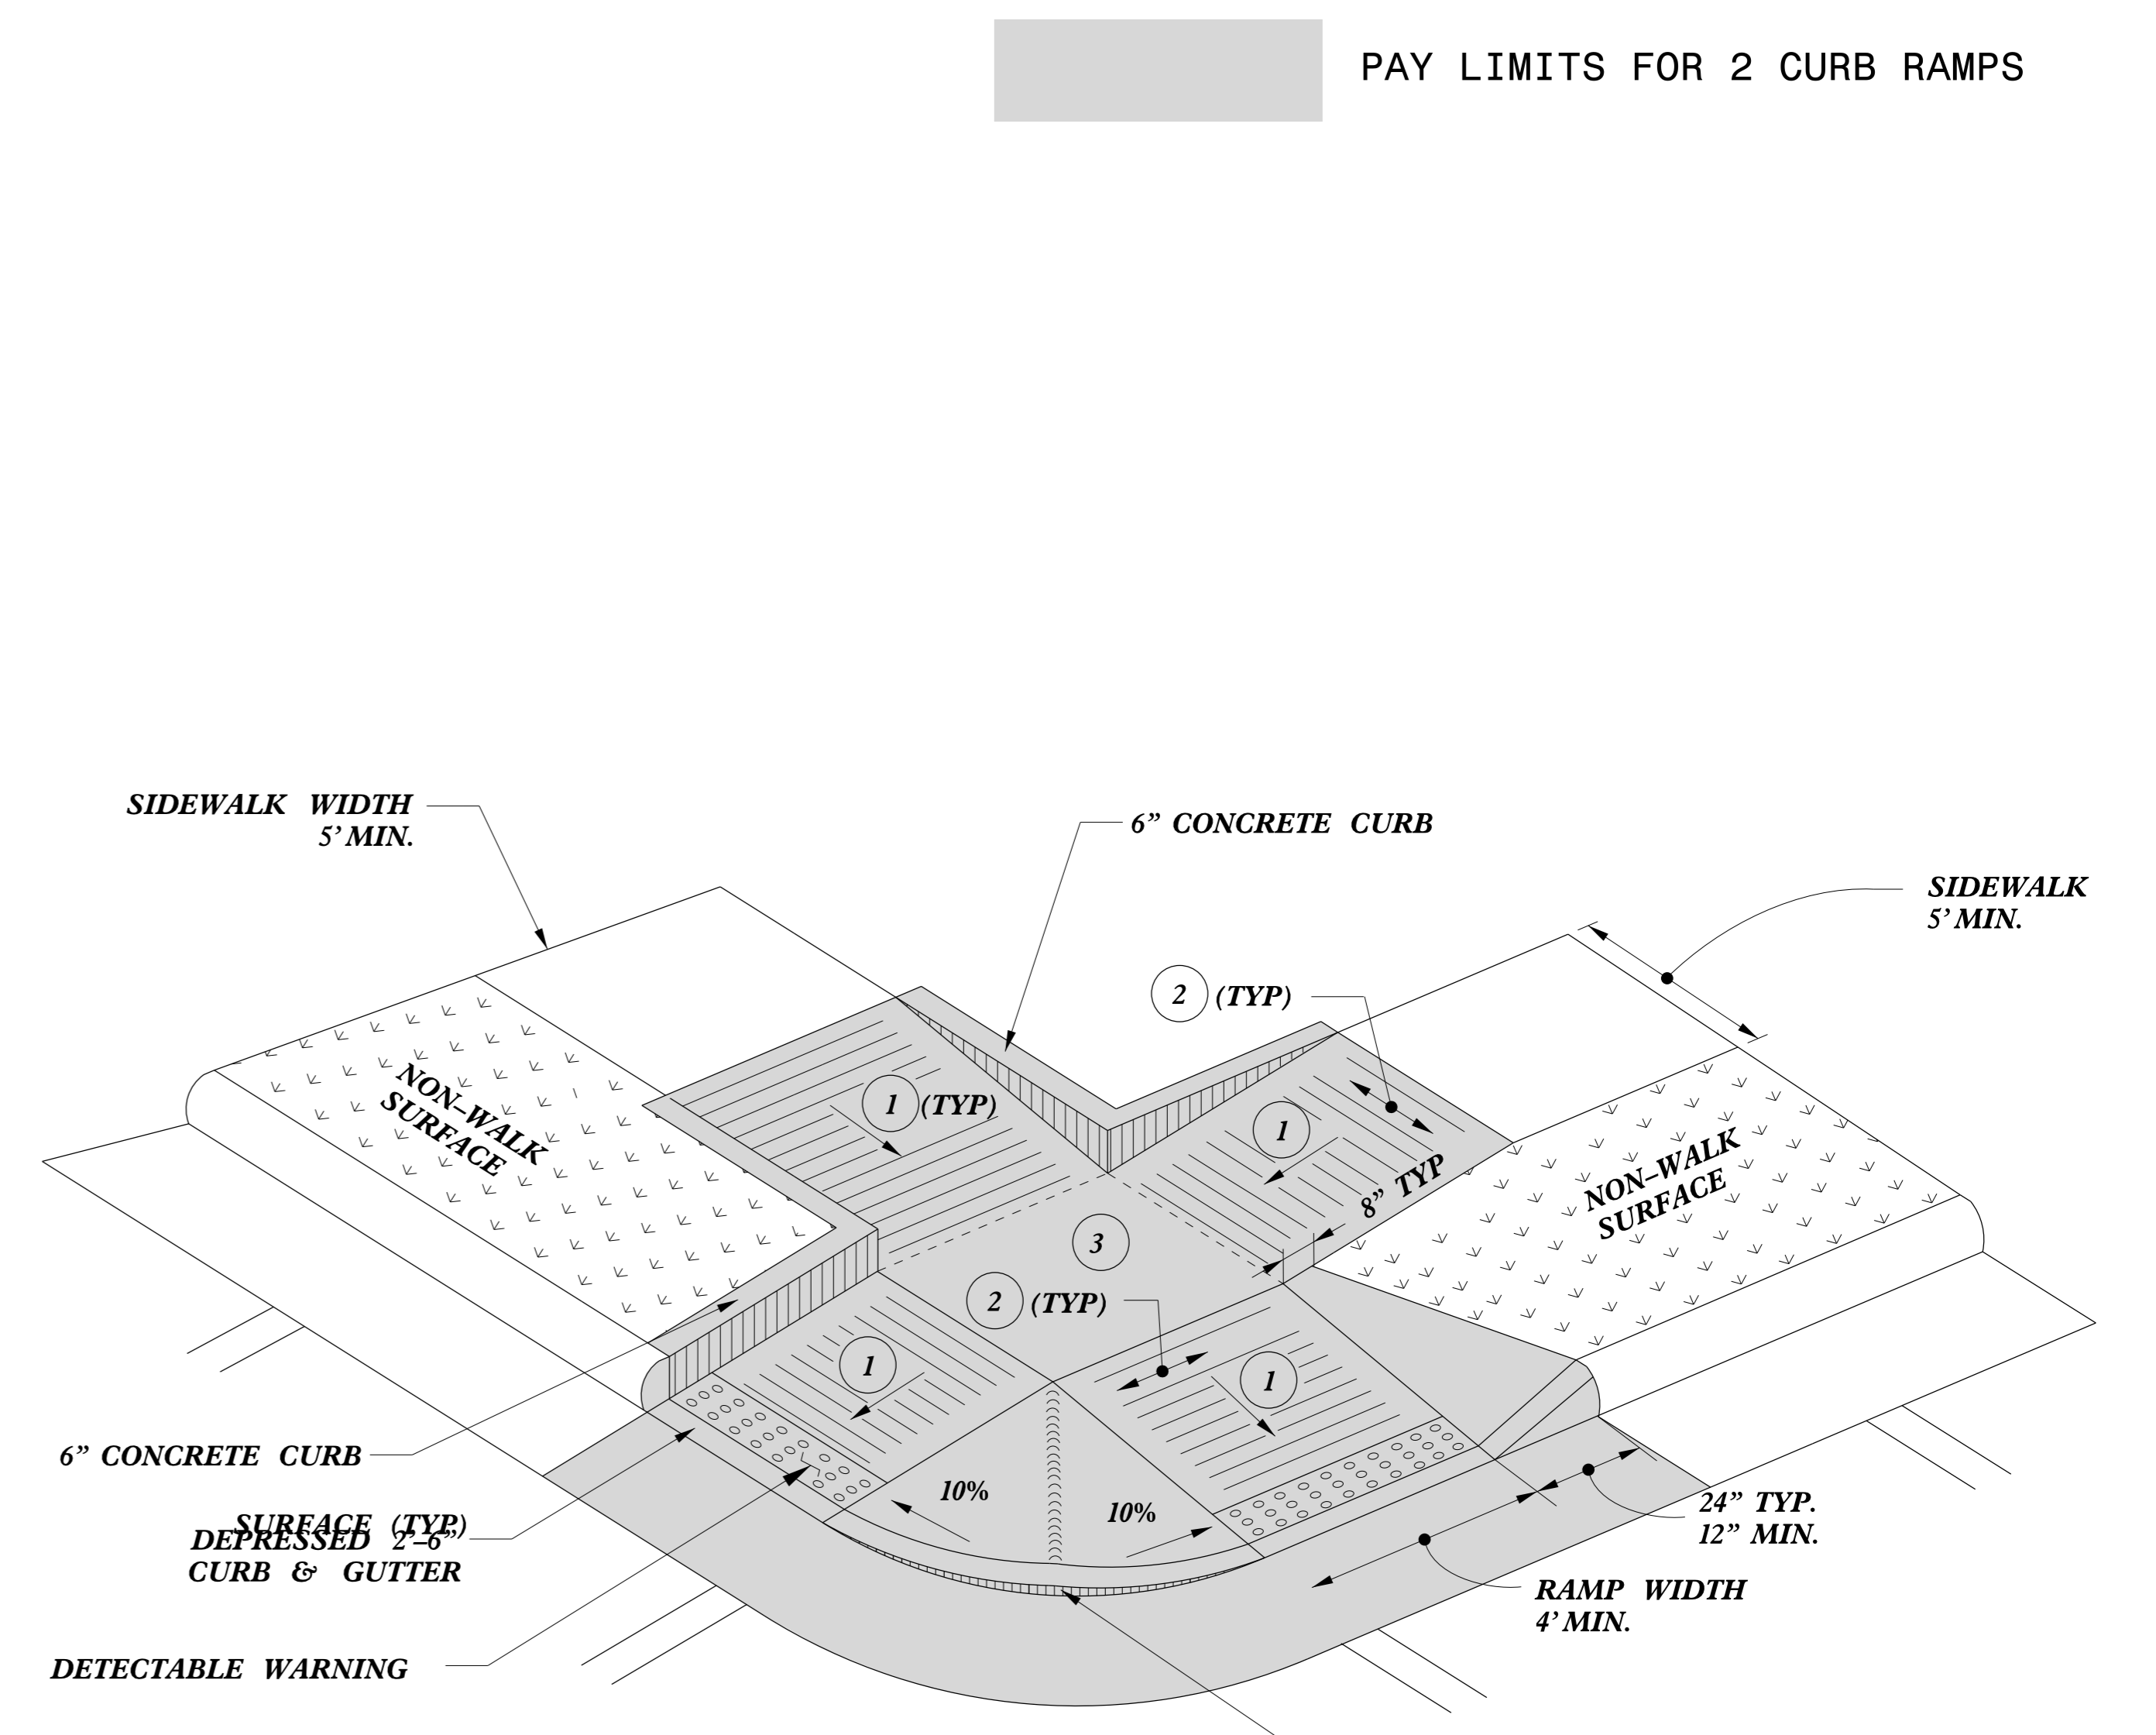 PAY LIMITS FOR 2 CURB RAMPS
SIDEWALK WIDTH
5' MIN.
6” CONCRETE CURB
SIDEWALK
5' MIN.
2 (TYP)
NON–WALK
SURFACE
1 (TYP)
1
8” TYP
NON–WALK
SURFACE
3
2 (TYP)
1
1
6” CONCRETE CURB
10%
10%
24” TYP.
12” MIN.
SURFACE (TYP)
DEPRESSED 2'–6”
CURB & GUTTER
RAMP WIDTH
4' MIN.
DETECTABLE WARNING